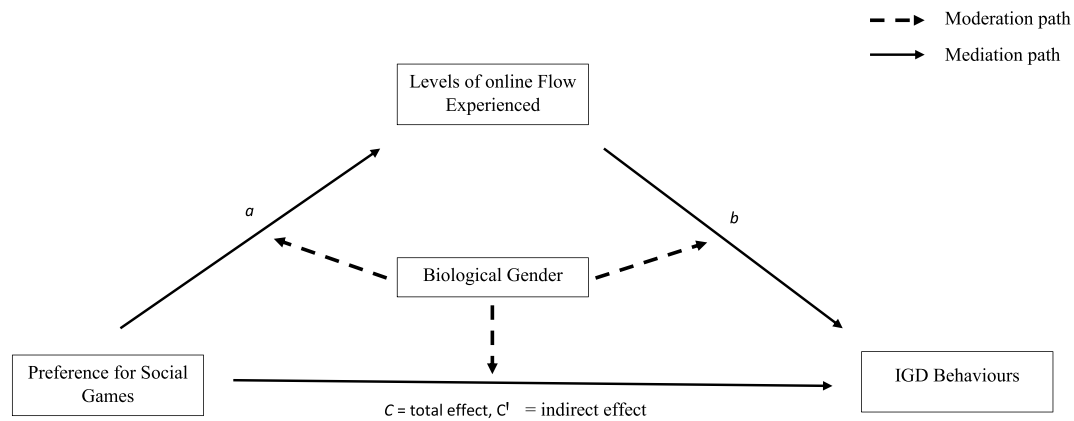 Moderation path
Mediation path
Levels of online Flow
Experienced
a
b
Biological Gender
Preference for Social
Games
IGD Behaviours
C = total effect, C' = indirect effect